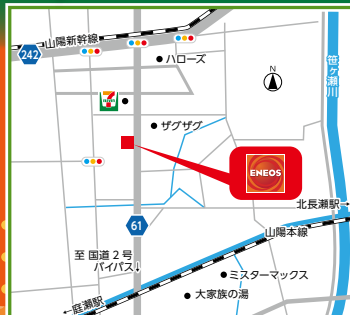 山陽新幹線
242
ハローズ
N
笹ヶ瀬川
7
ELEVEN
ザグザグ
ENEOS
北長瀬駅→
61
山陽本線
至 国道 2 号
バイパス↓
ミスターマックス
大家族の湯
←庭瀬駅